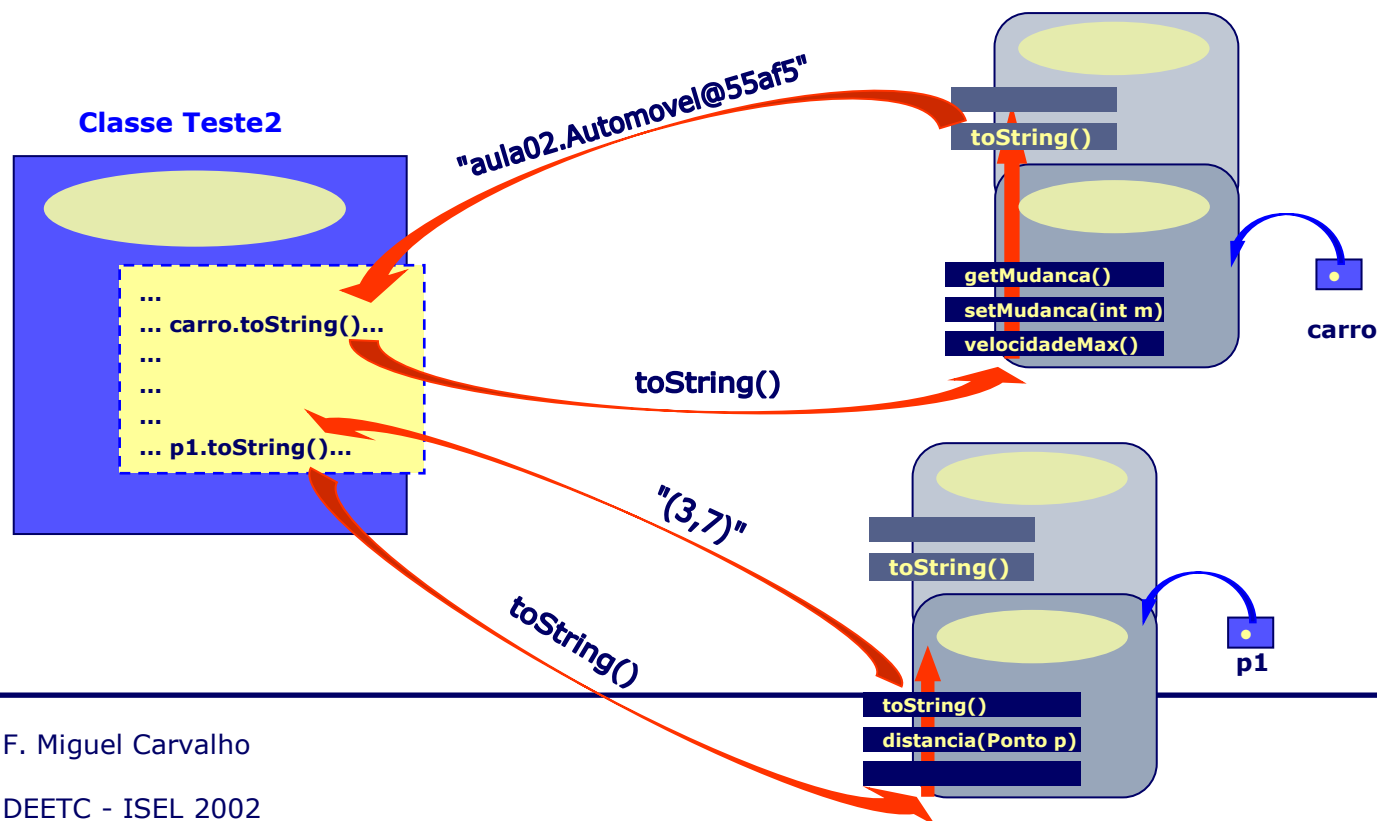 Classe Teste2
...
... carro.toString()...
...
...
...
... p1.toString()...
"aula02.Automovel@55af5"
toString()
toString()
getMudanca()
setMudanca(int m)
velocidadeMax()
carro
"(3,7)"
toString()
toString()
toString()
distancia(Ponto p)
p1
F. Miguel Carvalho
DEETC - ISEL 2002